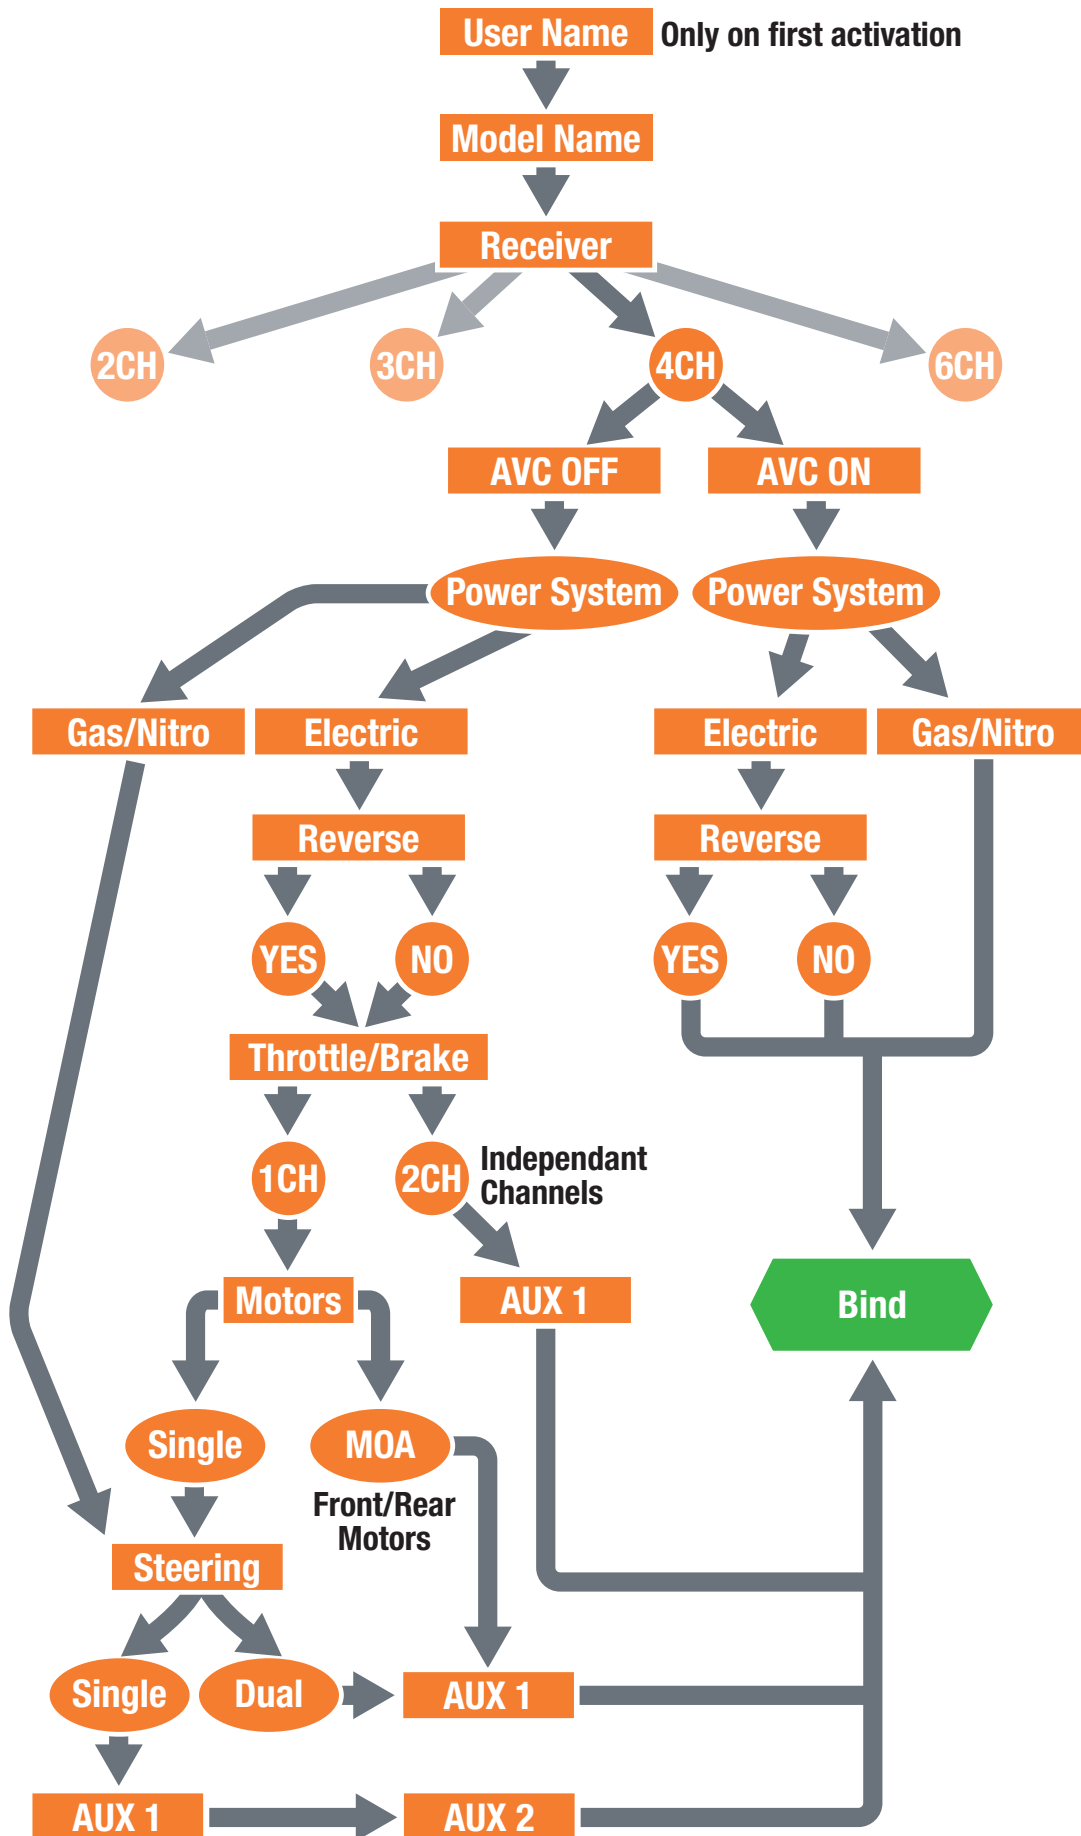 User Name
Only on first activation
Model Name
Receiver
2CH
3CH
4CH
6CH
AVC OFF
AVC ON
Power System
Power System
Gas/Nitro
Electric
Electric
Gas/Nitro
Reverse
Reverse
YES
NO
YES
NO
Throttle/Brake
1CH
2CH
Independant
Channels
Motors
AUX 1
Bind
Single
MOA
Front/Rear
Motors
Steering
Single
Dual
AUX 1
AUX 1
AUX 2